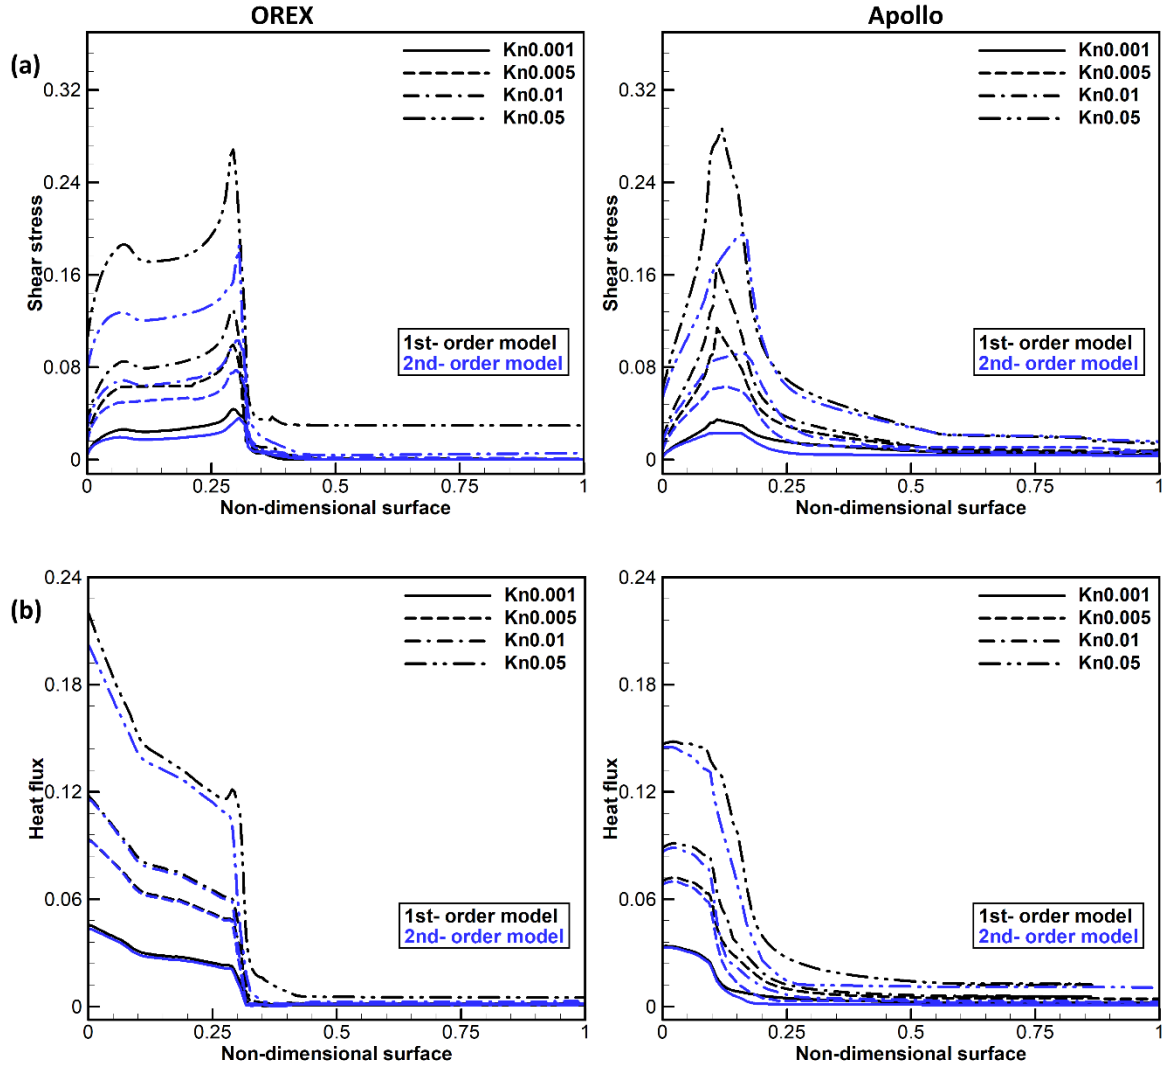 OREX
Apollo
(a)
Kn0.001
Kn0.005
Kn0.01
Kn0.05
1st- order model
2nd- order model
0.32
0.24
0.16
0.08
0
Shear stress
0
0.25
0.5
0.75
1
Non-dimensional surface
Kn0.001
Kn0.005
Kn0.01
Kn0.05
1st- order model
2nd- order model
0.32
0.24
0.16
0.08
0
Shear stress
0
0.25
0.5
0.75
1
Non-dimensional surface
(b)
Kn0.001
Kn0.005
Kn0.01
Kn0.05
1st- order model
2nd- order model
0.24
0.18
0.12
0.06
0
Heat flux
0
0.25
0.5
0.75
1
Non-dimensional surface
Kn0.001
Kn0.005
Kn0.01
Kn0.05
1st- order model
2nd- order model
0.24
0.18
0.12
0.06
0
Heat flux
0
0.25
0.5
0.75
1
Non-dimensional surface